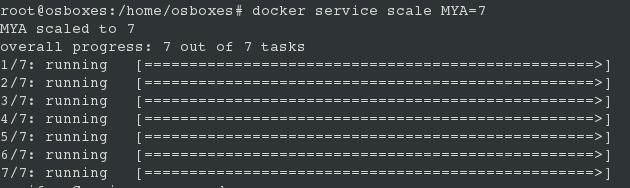 root@osboxes:/home/osboxes# docker service scale MYA=7
MYA scaled to 7
overall progress: 7 out of 7 tasks
1/7: running   [==================================================>]
2/7: running   [==================================================>]
3/7: running   [==================================================>]
4/7: running   [==================================================>]
5/7: running   [==================================================>]
6/7: running   [==================================================>]
7/7: running   [==================================================>]